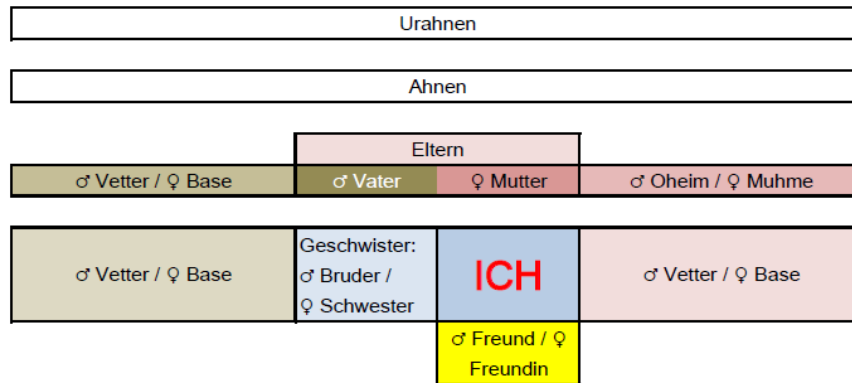 Urahnen
Ahnen
Eltern
♂ Vetter / ♀ Base
♂ Vater
♀ Mutter
♂ Oheim / ♀ Muhme
♂ Vetter / ♀ Base
Geschwister:
♂ Bruder /
♀ Schwester
ICH
♂ Vetter / ♀ Base
♂ Freund / ♀
Freundin